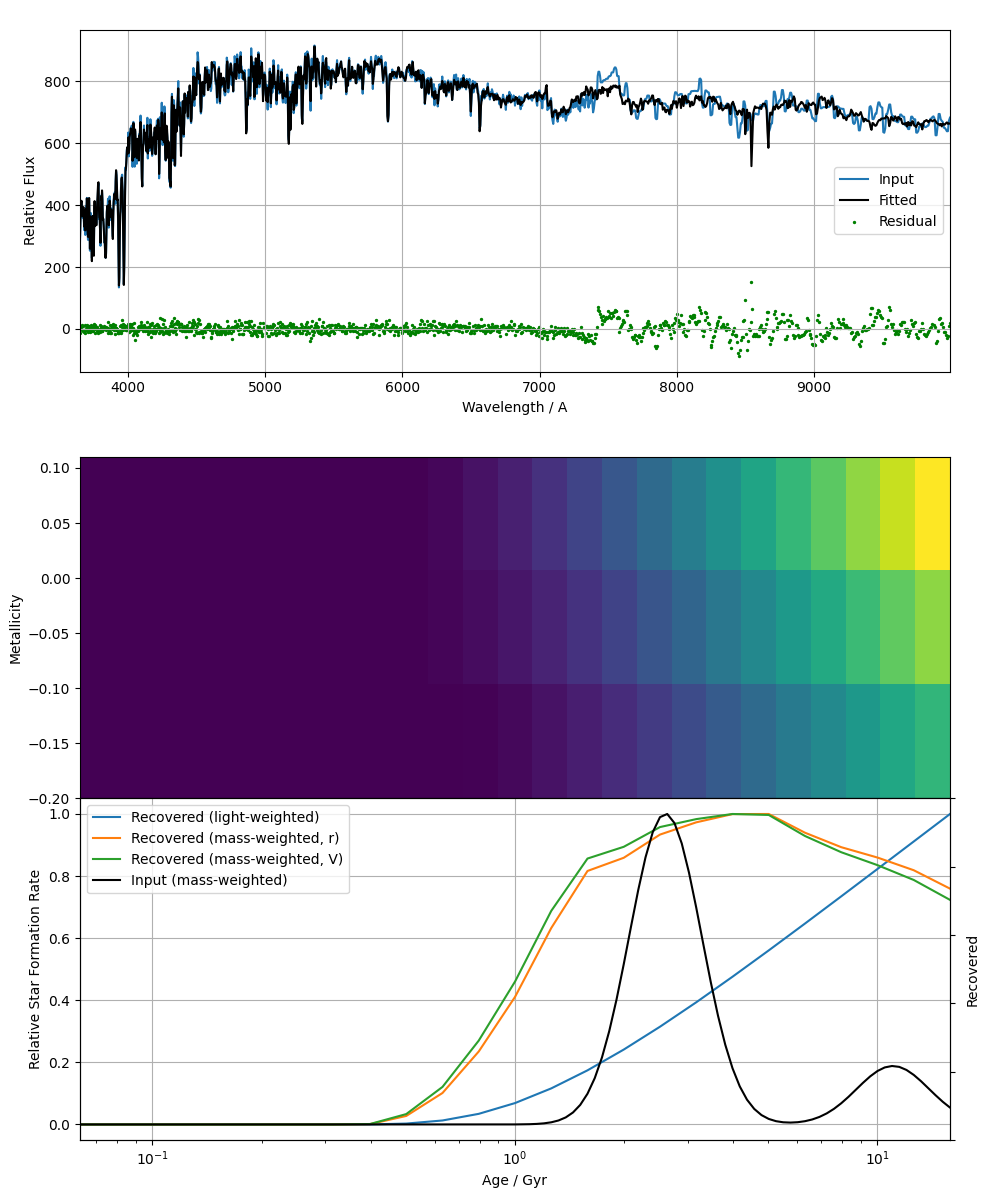 800
600
400
200
0
Relative Flux
Input
Fitted
Residual
4000
5000
6000
7000
8000
9000
Wavelength / A
0.10
0.05
0.00
−0.05
−0.10
−0.15
−0.20
Metallicity
1.0
0.8
0.6
0.4
0.2
0.0
Relative Star Formation Rate
Recovered (light-weighted)
Recovered (mass-weighted, r)
Recovered (mass-weighted, V)
Input (mass-weighted)
Recovered
10⁻¹
10⁰
10¹
Age / Gyr